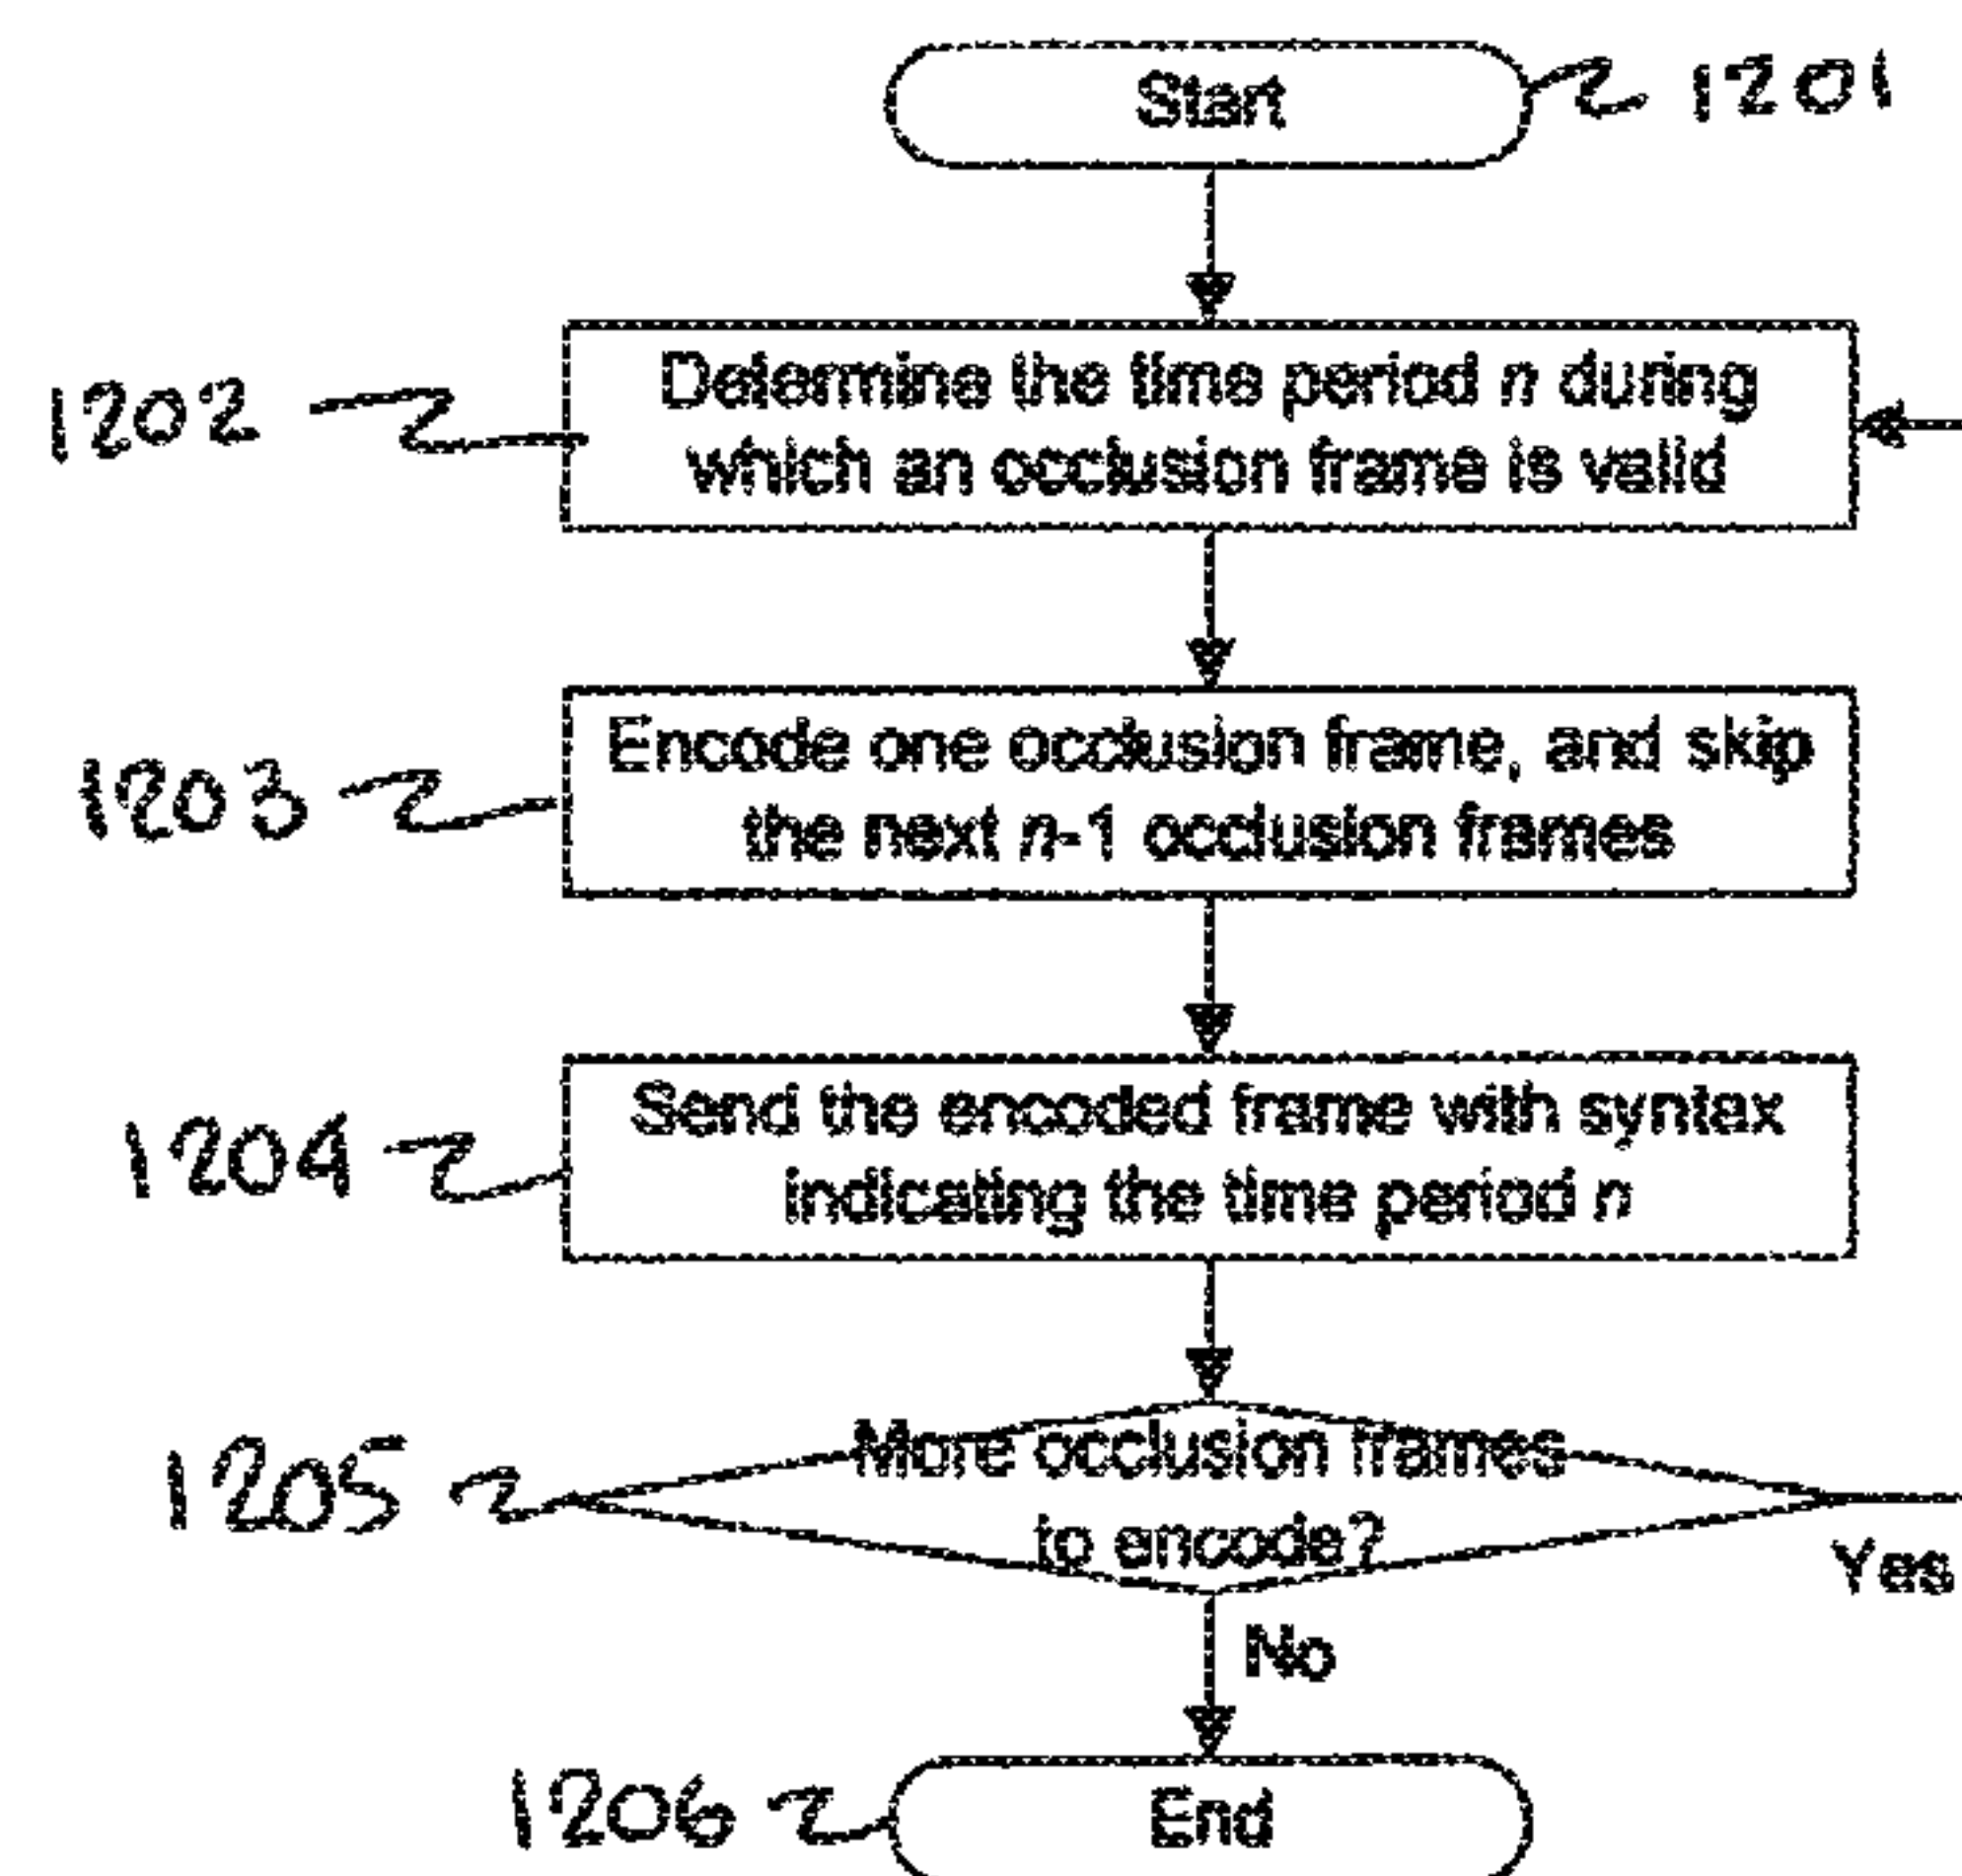 Start
1201
1202
Determine the time period n during
which an occlusion frame is valid
1203
Encode one occlusion frame, and skip
the next n-1 occlusion frames
1204
Send the encoded frame with syntax
indicating the time period n
1205
More occlusion frames
to encode?
Yes
No
1206
End